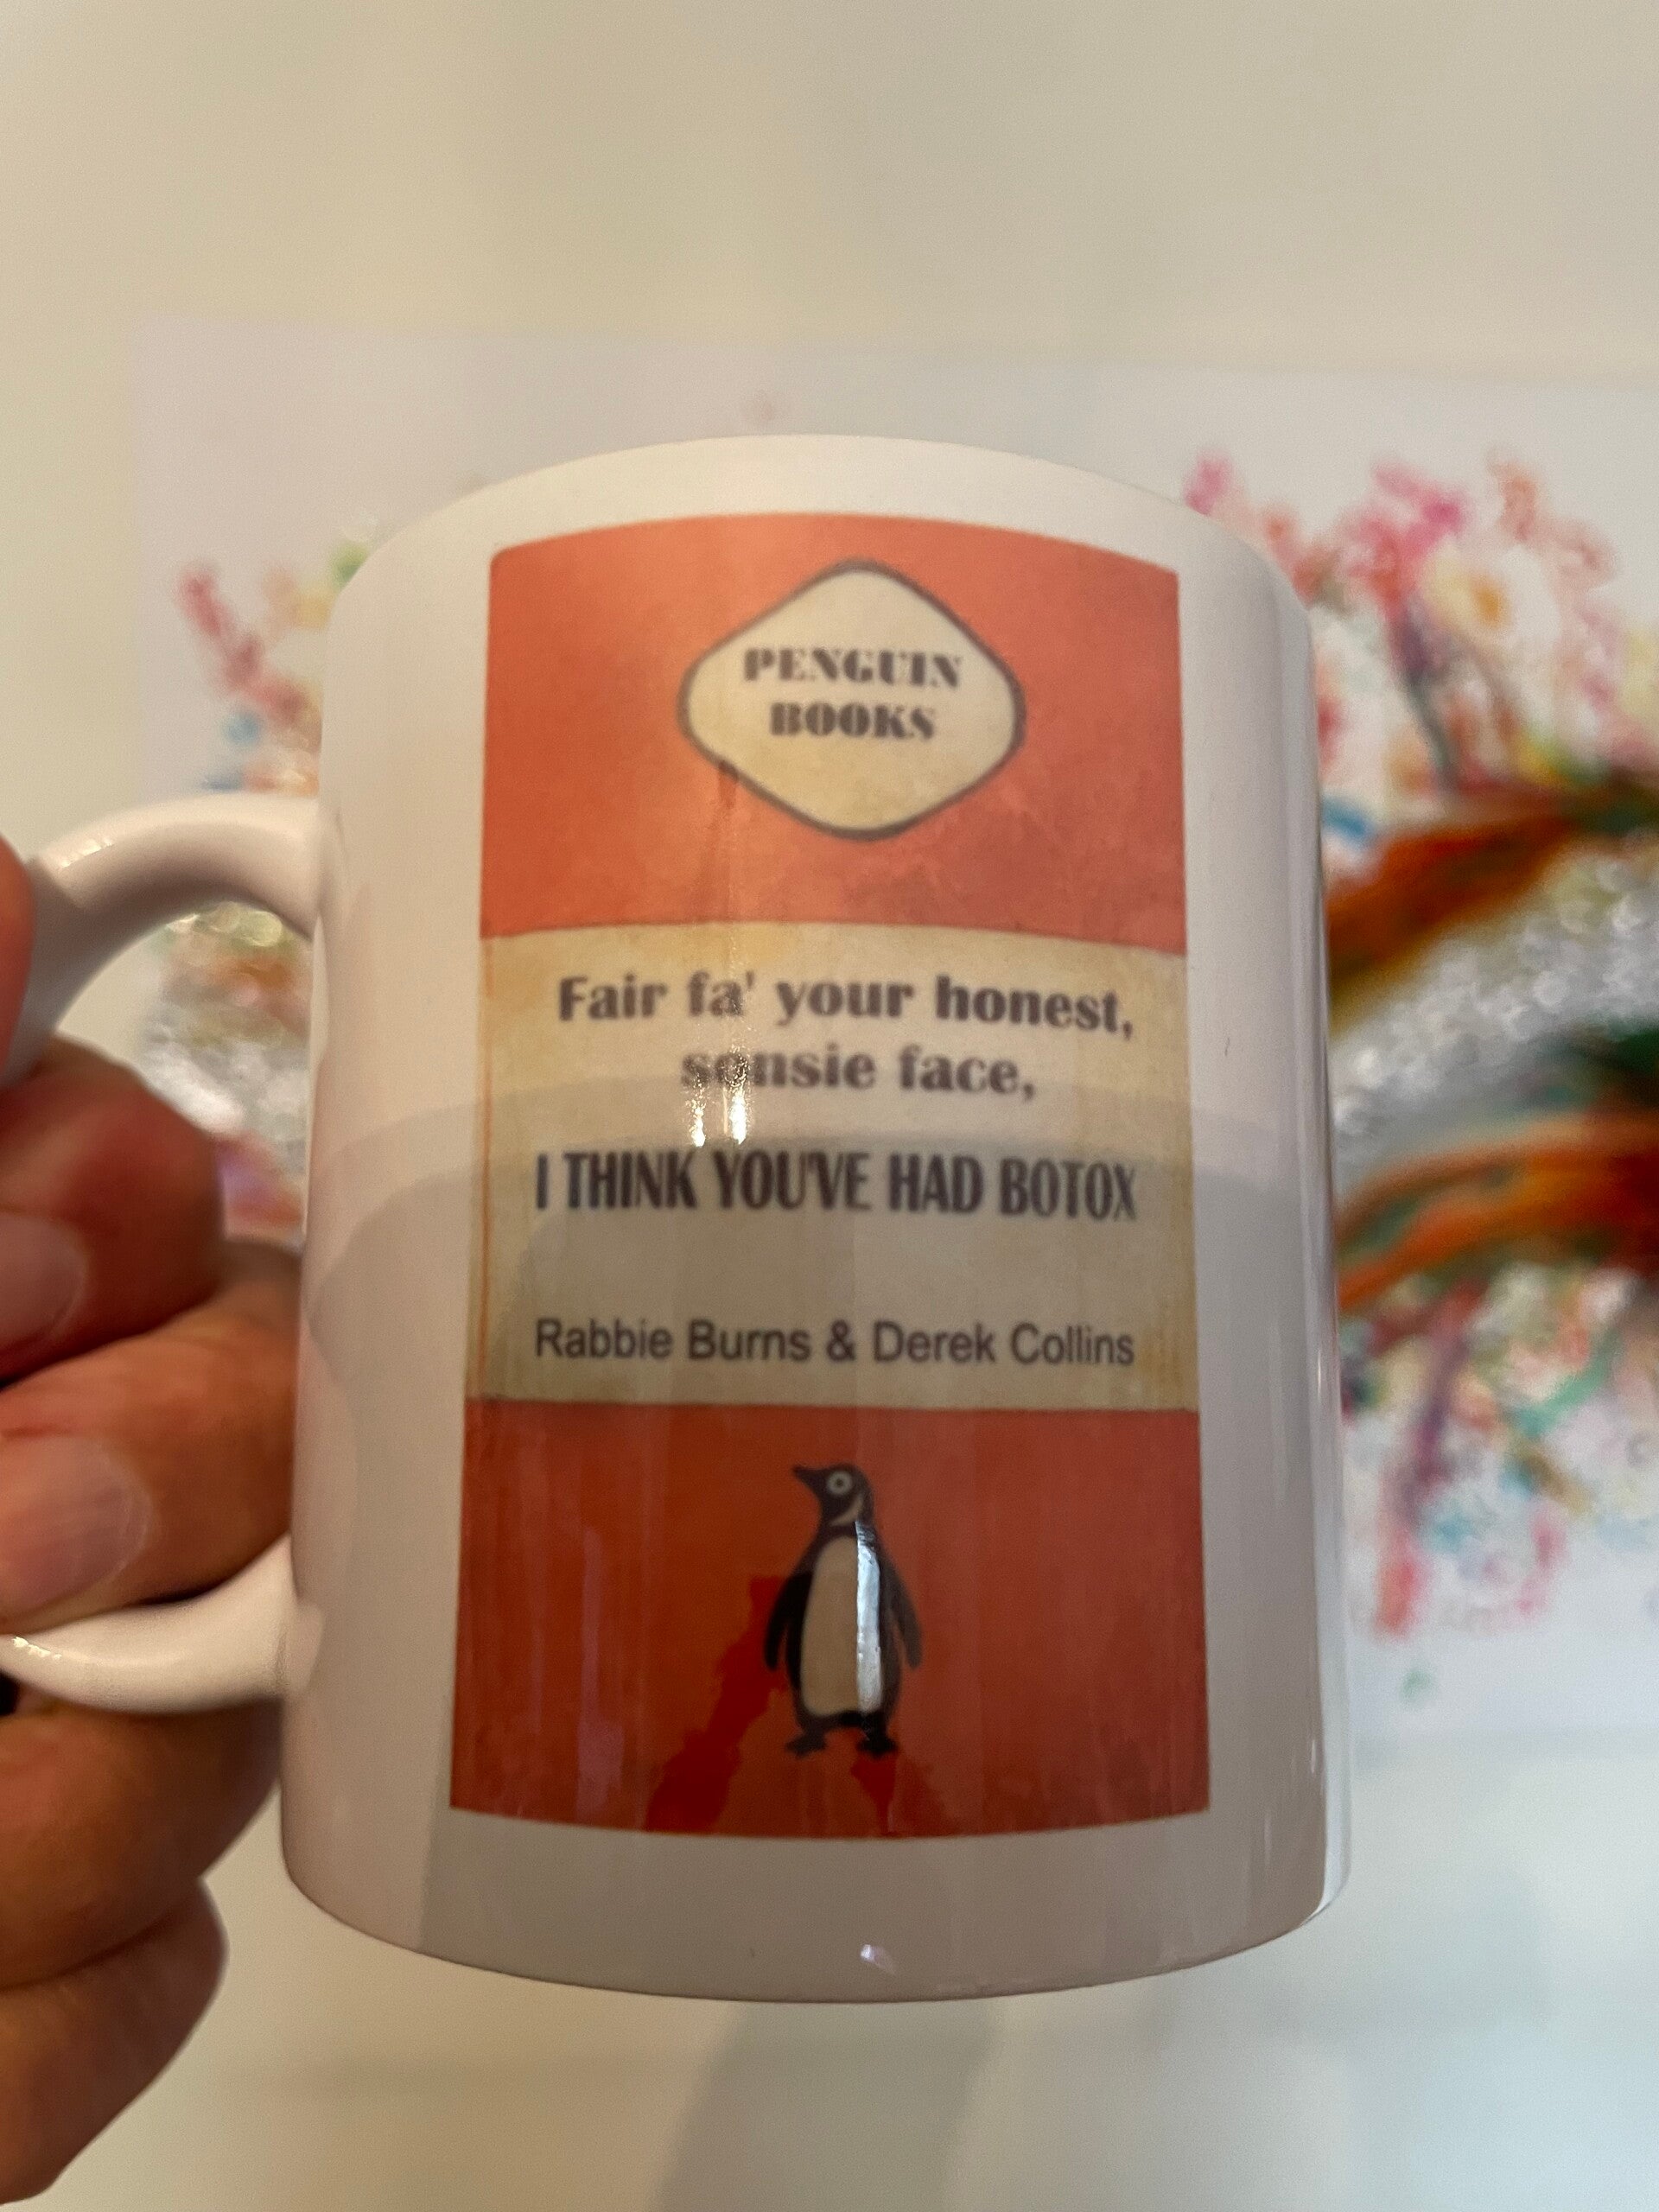 PENGUIN
BOOKS
Fair fa' your honest,
sonsie face,
I THINK YOU'VE HAD BOTOX
Rabbie Burns & Derek Collins